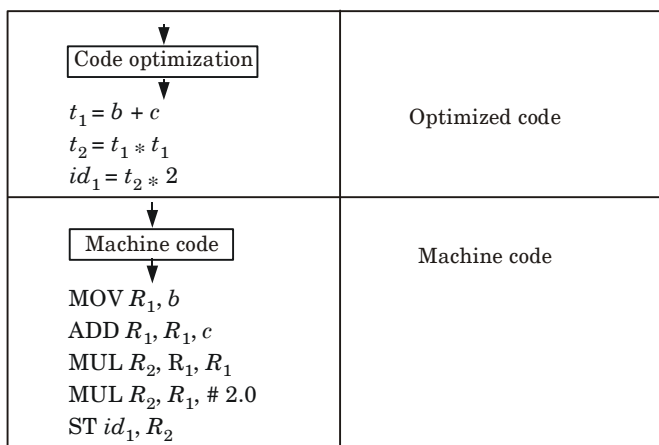 Code optimization
t₁ = b + c
t₂ = t₁ * t₁
id₁ = t₂ * 2
Optimized code
Machine code
MOV R₁, b
ADD R₁, R₁, c
MUL R₂, R₁, R₁
MUL R₂, R₁, # 2.0
ST id₁, R₂
Machine code